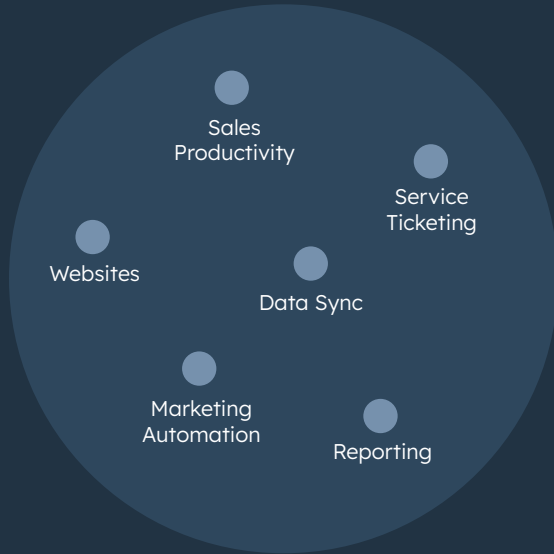 Sales
Productivity
Service
Ticketing
Websites
Data Sync
Marketing
Automation
Reporting